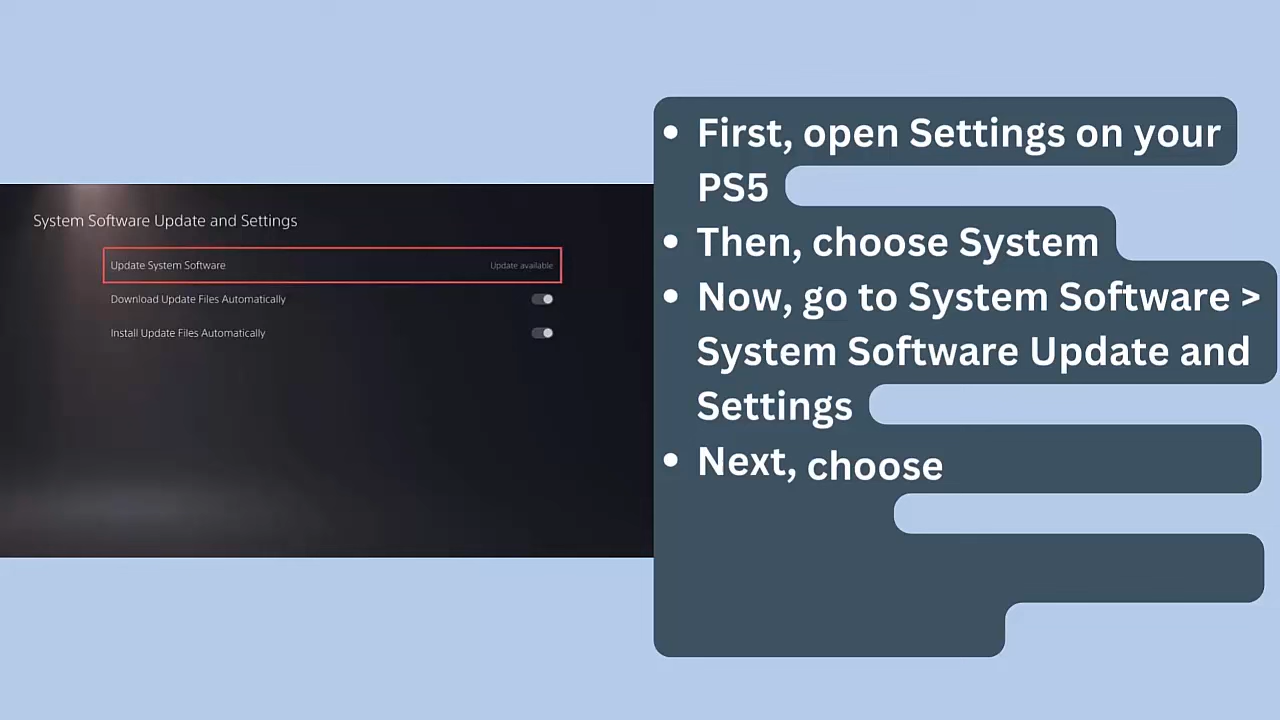 System Software Update and Settings
Update System Software Update available
Download Update Files Automatically
Install Update Files Automatically
• First, open Settings on your
PS5
• Then, choose System
• Now, go to System Software >
System Software Update and
Settings
• Next, choose